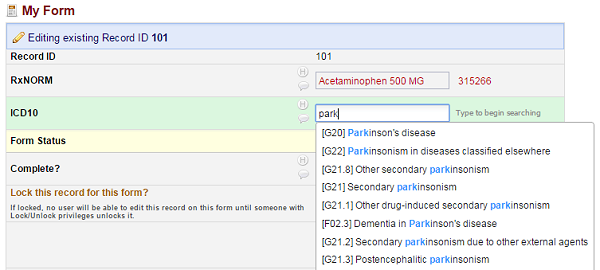 My Form
Editing existing Record ID 101
Record ID 101
RxNORM H Acetaminophen 500 MG 315266
ICD10 H park Type to begin searching
[G20] Parkinson's disease
Form Status
[G22] Parkinsonism in diseases classified elsewhere
[G21.8] Other secondary parkinsonism
Complete? H
[G21] Secondary parkinsonism
Lock this record for this form?
[G21.1] Other drug-induced secondary parkinsonism
If locked, no user will be able to edit this record on this form until someone with
Lock/Unlock privileges unlocks it.
[F02.3] Dementia in Parkinson's disease
[G21.2] Secondary parkinsonism due to other external agents
[G21.3] Postencephalitic parkinsonism